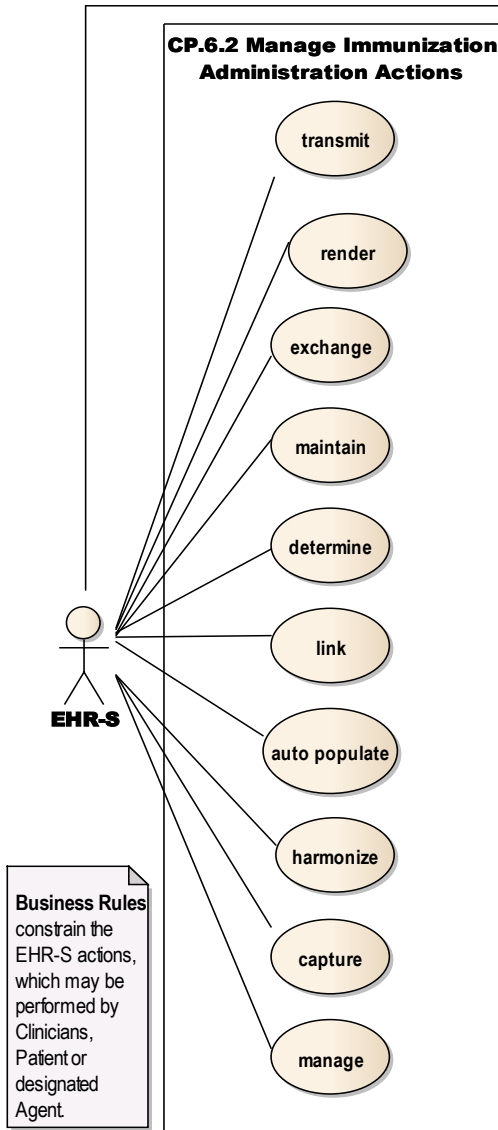 CP.6.2 Manage Immunization
Administration Actions
transmit
render
exchange
maintain
determine
link
auto populate
harmonize
capture
manage
EHR-S
Business Rules
constrain the
EHR-S actions,
which may be
performed by
Clinicians,
Patient or
designated
Agent.